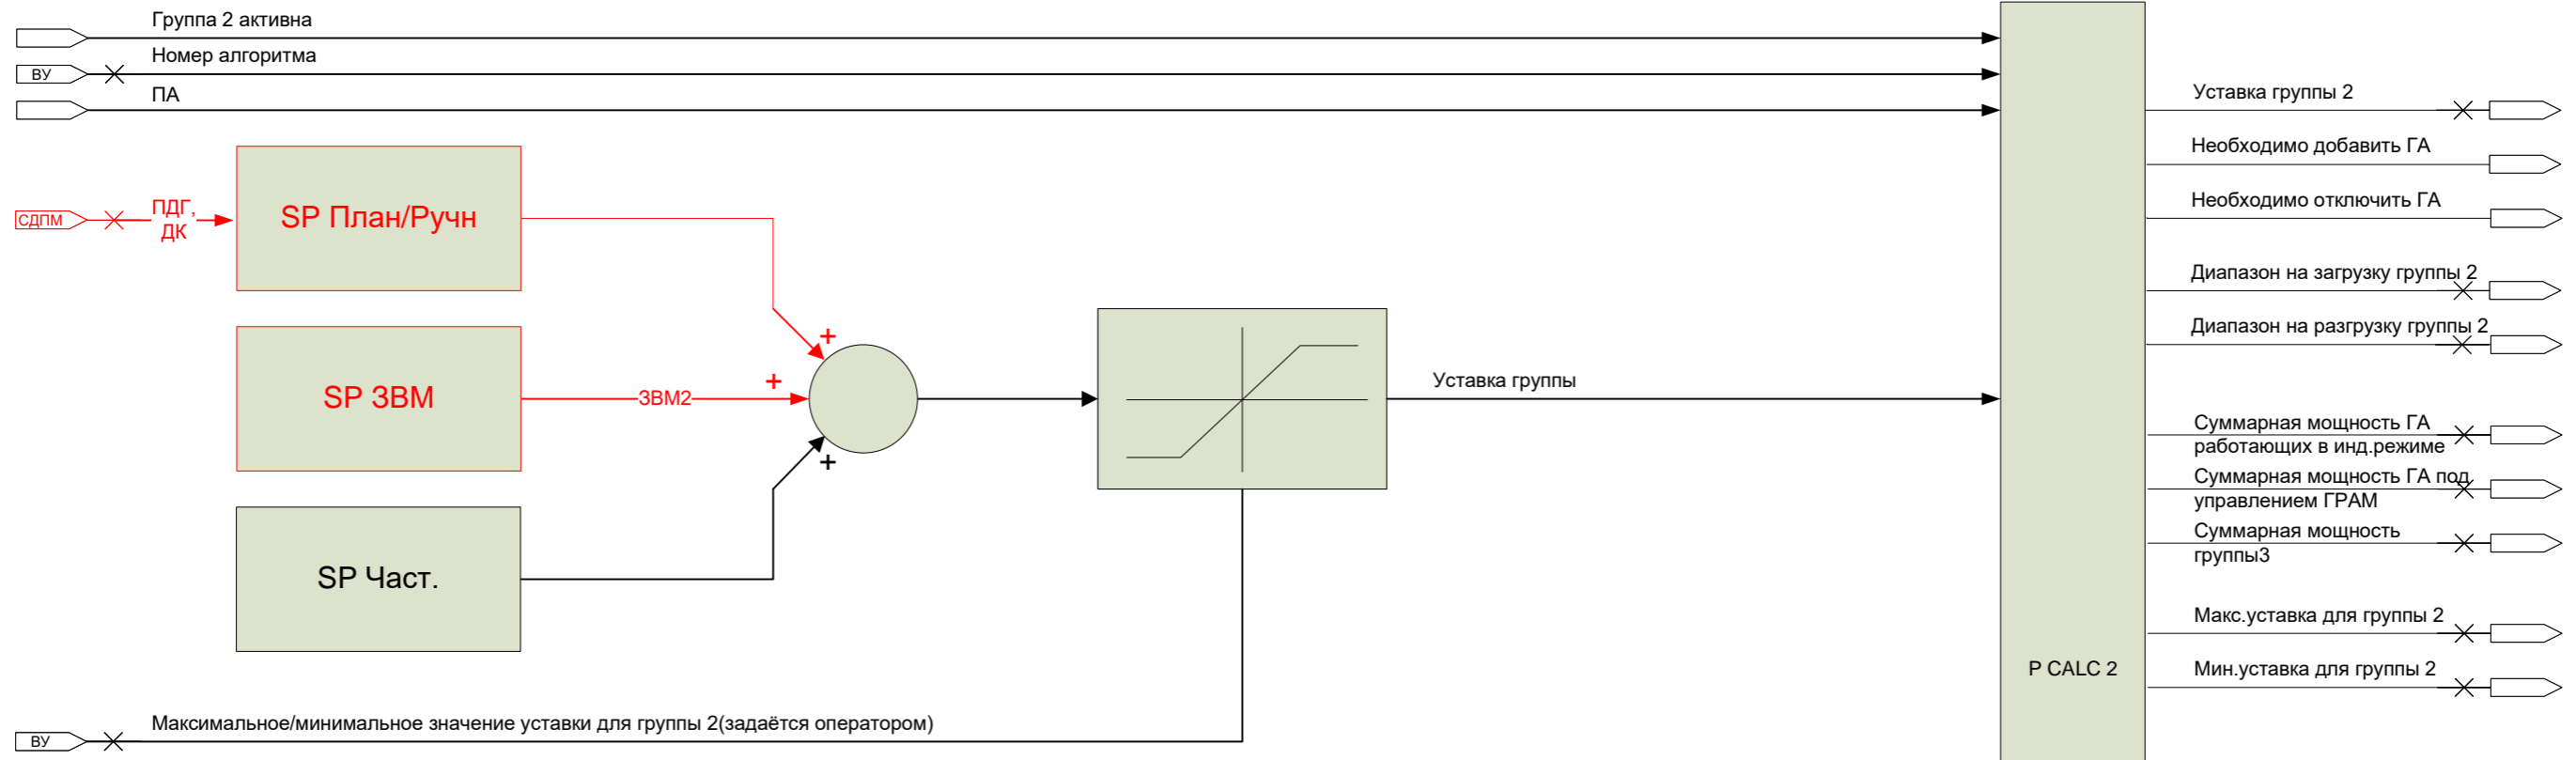 Группа 2 активна
ВУ
Номер алгоритма
ПА
СДПМ
ПДГ,
ДК
SP План/Ручн
+
SP ЗВМ
ЗВМ2
+
SP Част.
+
Уставка группы
ВУ
Максимальное/минимальное значение уставки для группы 2(задаётся оператором)
P CALC 2
Уставка группы 2
Необходимо добавить ГА
Необходимо отключить ГА
Диапазон на загрузку группы 2
Диапазон на разгрузку группы 2
Суммарная мощность ГА
работающих в инд.режиме
Суммарная мощность ГА под
управлением ГРАМ
Суммарная мощность
группы3
Макс.уставка для группы 2
Мин.уставка для группы 2